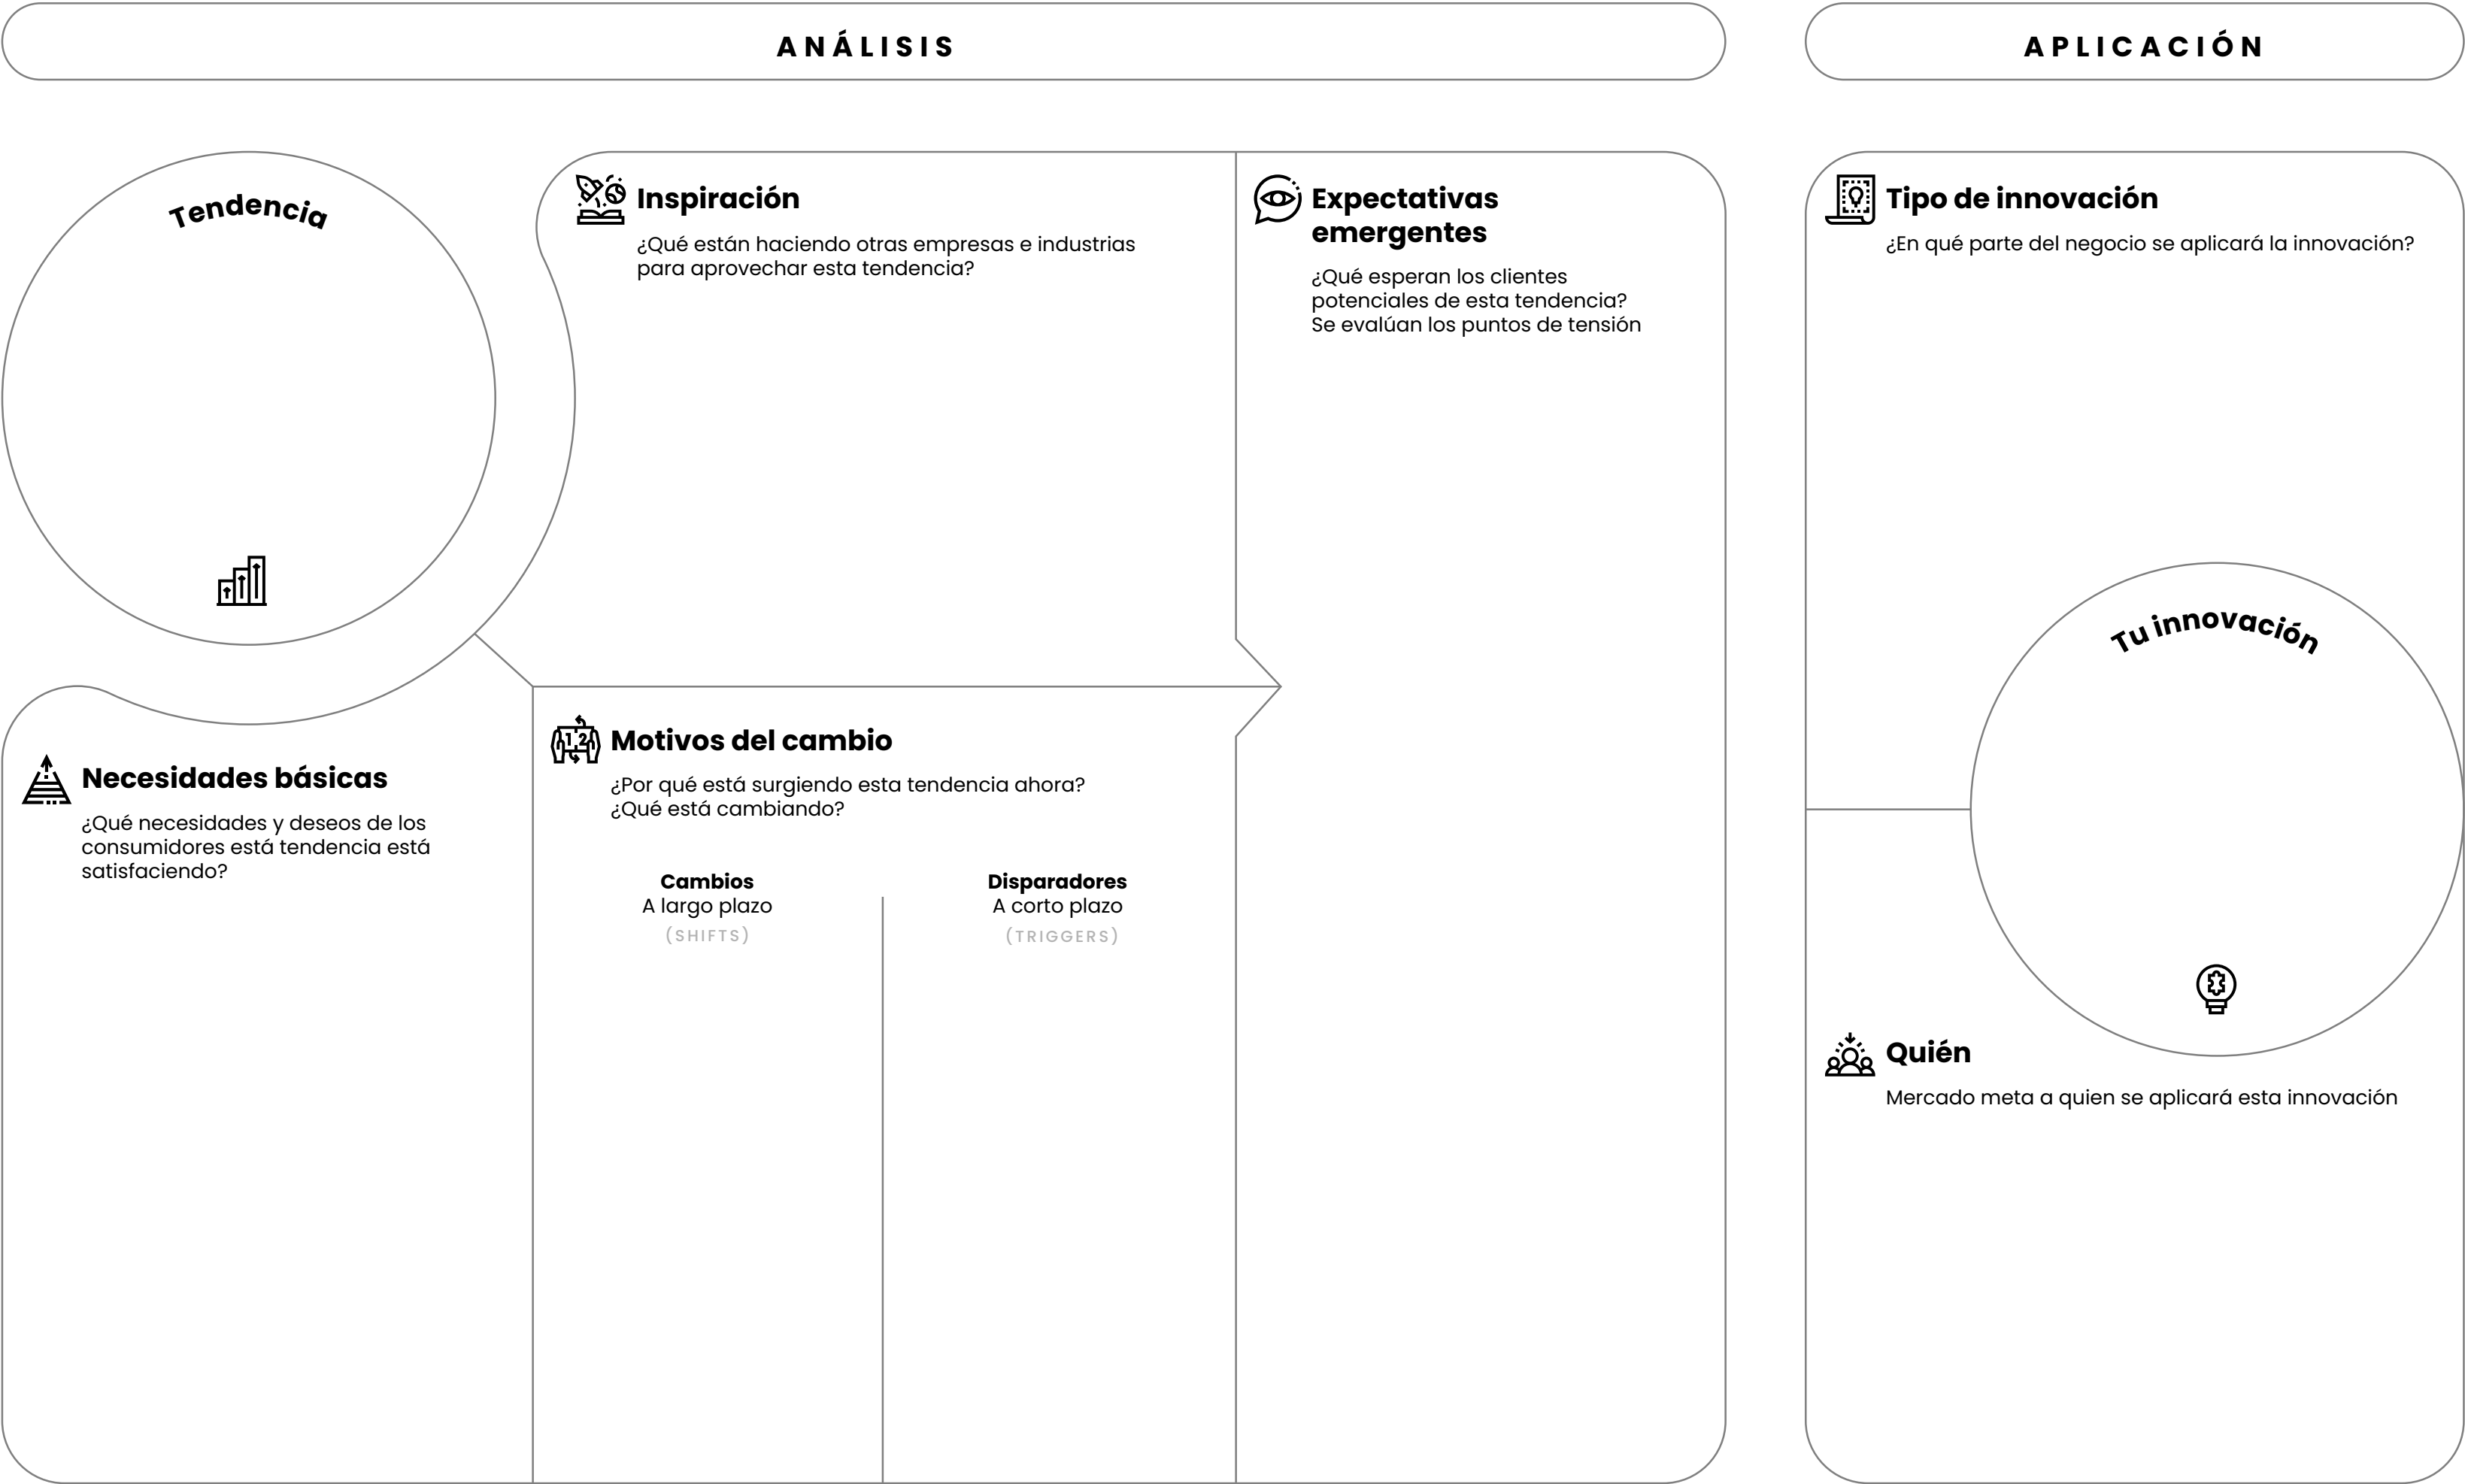 ANÁLISIS
APLICACIÓN
Tendencia
Inspiración
¿Qué están haciendo otras empresas e industrias
para aprovechar esta tendencia?
Expectativas
emergentes
¿Qué esperan los clientes
potenciales de esta tendencia?
Se evalúan los puntos de tensión
Necesidades básicas
¿Qué necesidades y deseos de los
consumidores está tendencia está
satisfaciendo?
1 2
Motivos del cambio
¿Por qué está surgiendo esta tendencia ahora?
¿Qué está cambiando?
Cambios
A largo plazo
(SHIFTS)
Disparadores
A corto plazo
(TRIGGERS)
Tipo de innovación
¿En qué parte del negocio se aplicará la innovación?
Tu innovación
Quién
Mercado meta a quien se aplicará esta innovación